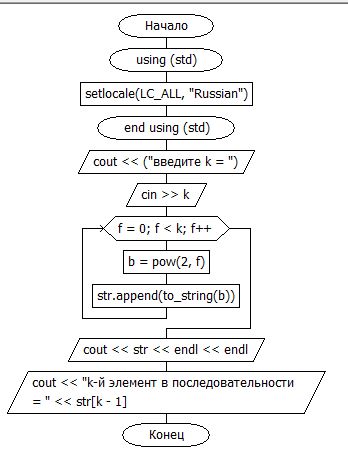 Начало
using (std)
setlocale(LC_ALL, "Russian")
end using (std)
cout << ("введите k = ")
cin >> k
f = 0; f < k; f++
b = pow(2, f)
str.append(to_string(b))
cout << str << endl << endl
cout << "k-й элемент в последовательности
= " << str[k - 1]
Конец